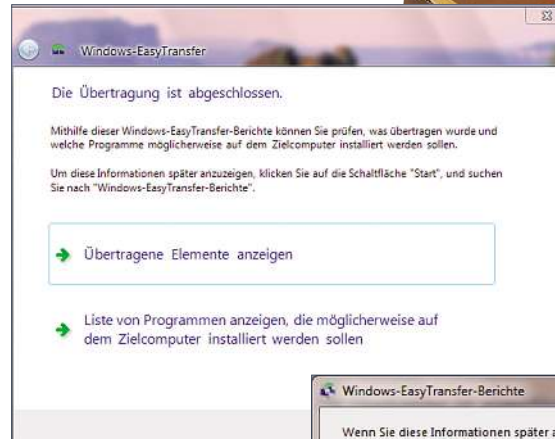 Windows-EasyTransfer
Die Übertragung ist abgeschlossen.
Mithilfe dieser Windows-EasyTransfer-Berichte können Sie prüfen, was übertragen wurde und
welche Programme möglicherweise auf dem Zielcomputer installiert werden sollen.
Um diese Informationen später anzuzeigen, klicken Sie auf die Schaltfläche "Start", und suchen
Sie nach "Windows-EasyTransfer-Berichte".
Übertragene Elemente anzeigen
Liste von Programmen anzeigen, die möglicherweise auf
dem Zielcomputer installiert werden sollen
Windows-EasyTransfer-Berichte
Wenn Sie diese Informationen später a